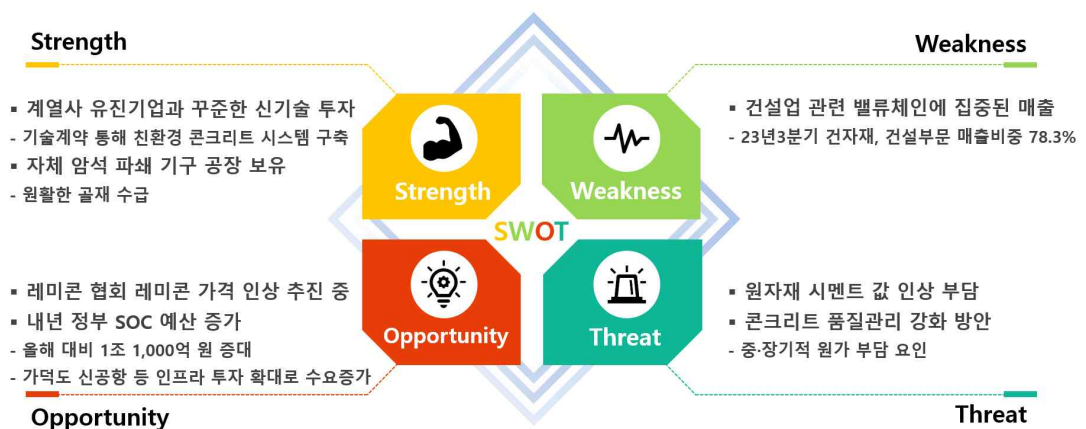 Strength
▪ 계열사 유진기업과 꾸준한 신기술 투자
- 기술계약 통해 친환경 콘크리트 시스템 구축
▪ 자체 암석 파쇄 기구 공장 보유
- 원활한 골재 수급
Weakness
▪ 건설업 관련 밸류체인에 집중된 매출
- 23년3분기 건자재, 건설부문 매출비중 78.3%
Strength
Weakness
SWOT
Opportunity
Threat
▪ 레미콘 협회 레미콘 가격 인상 추진 중
▪ 내년 정부 SOC 예산 증가
- 올해 대비 1조 1,000억 원 증대
- 가덕도 신공항 등 인프라 투자 확대로 수요증가
Opportunity
▪ 원자재 시멘트 값 인상 부담
▪ 콘크리트 품질관리 강화 방안
- 중·장기적 원가 부담 요인
Threat